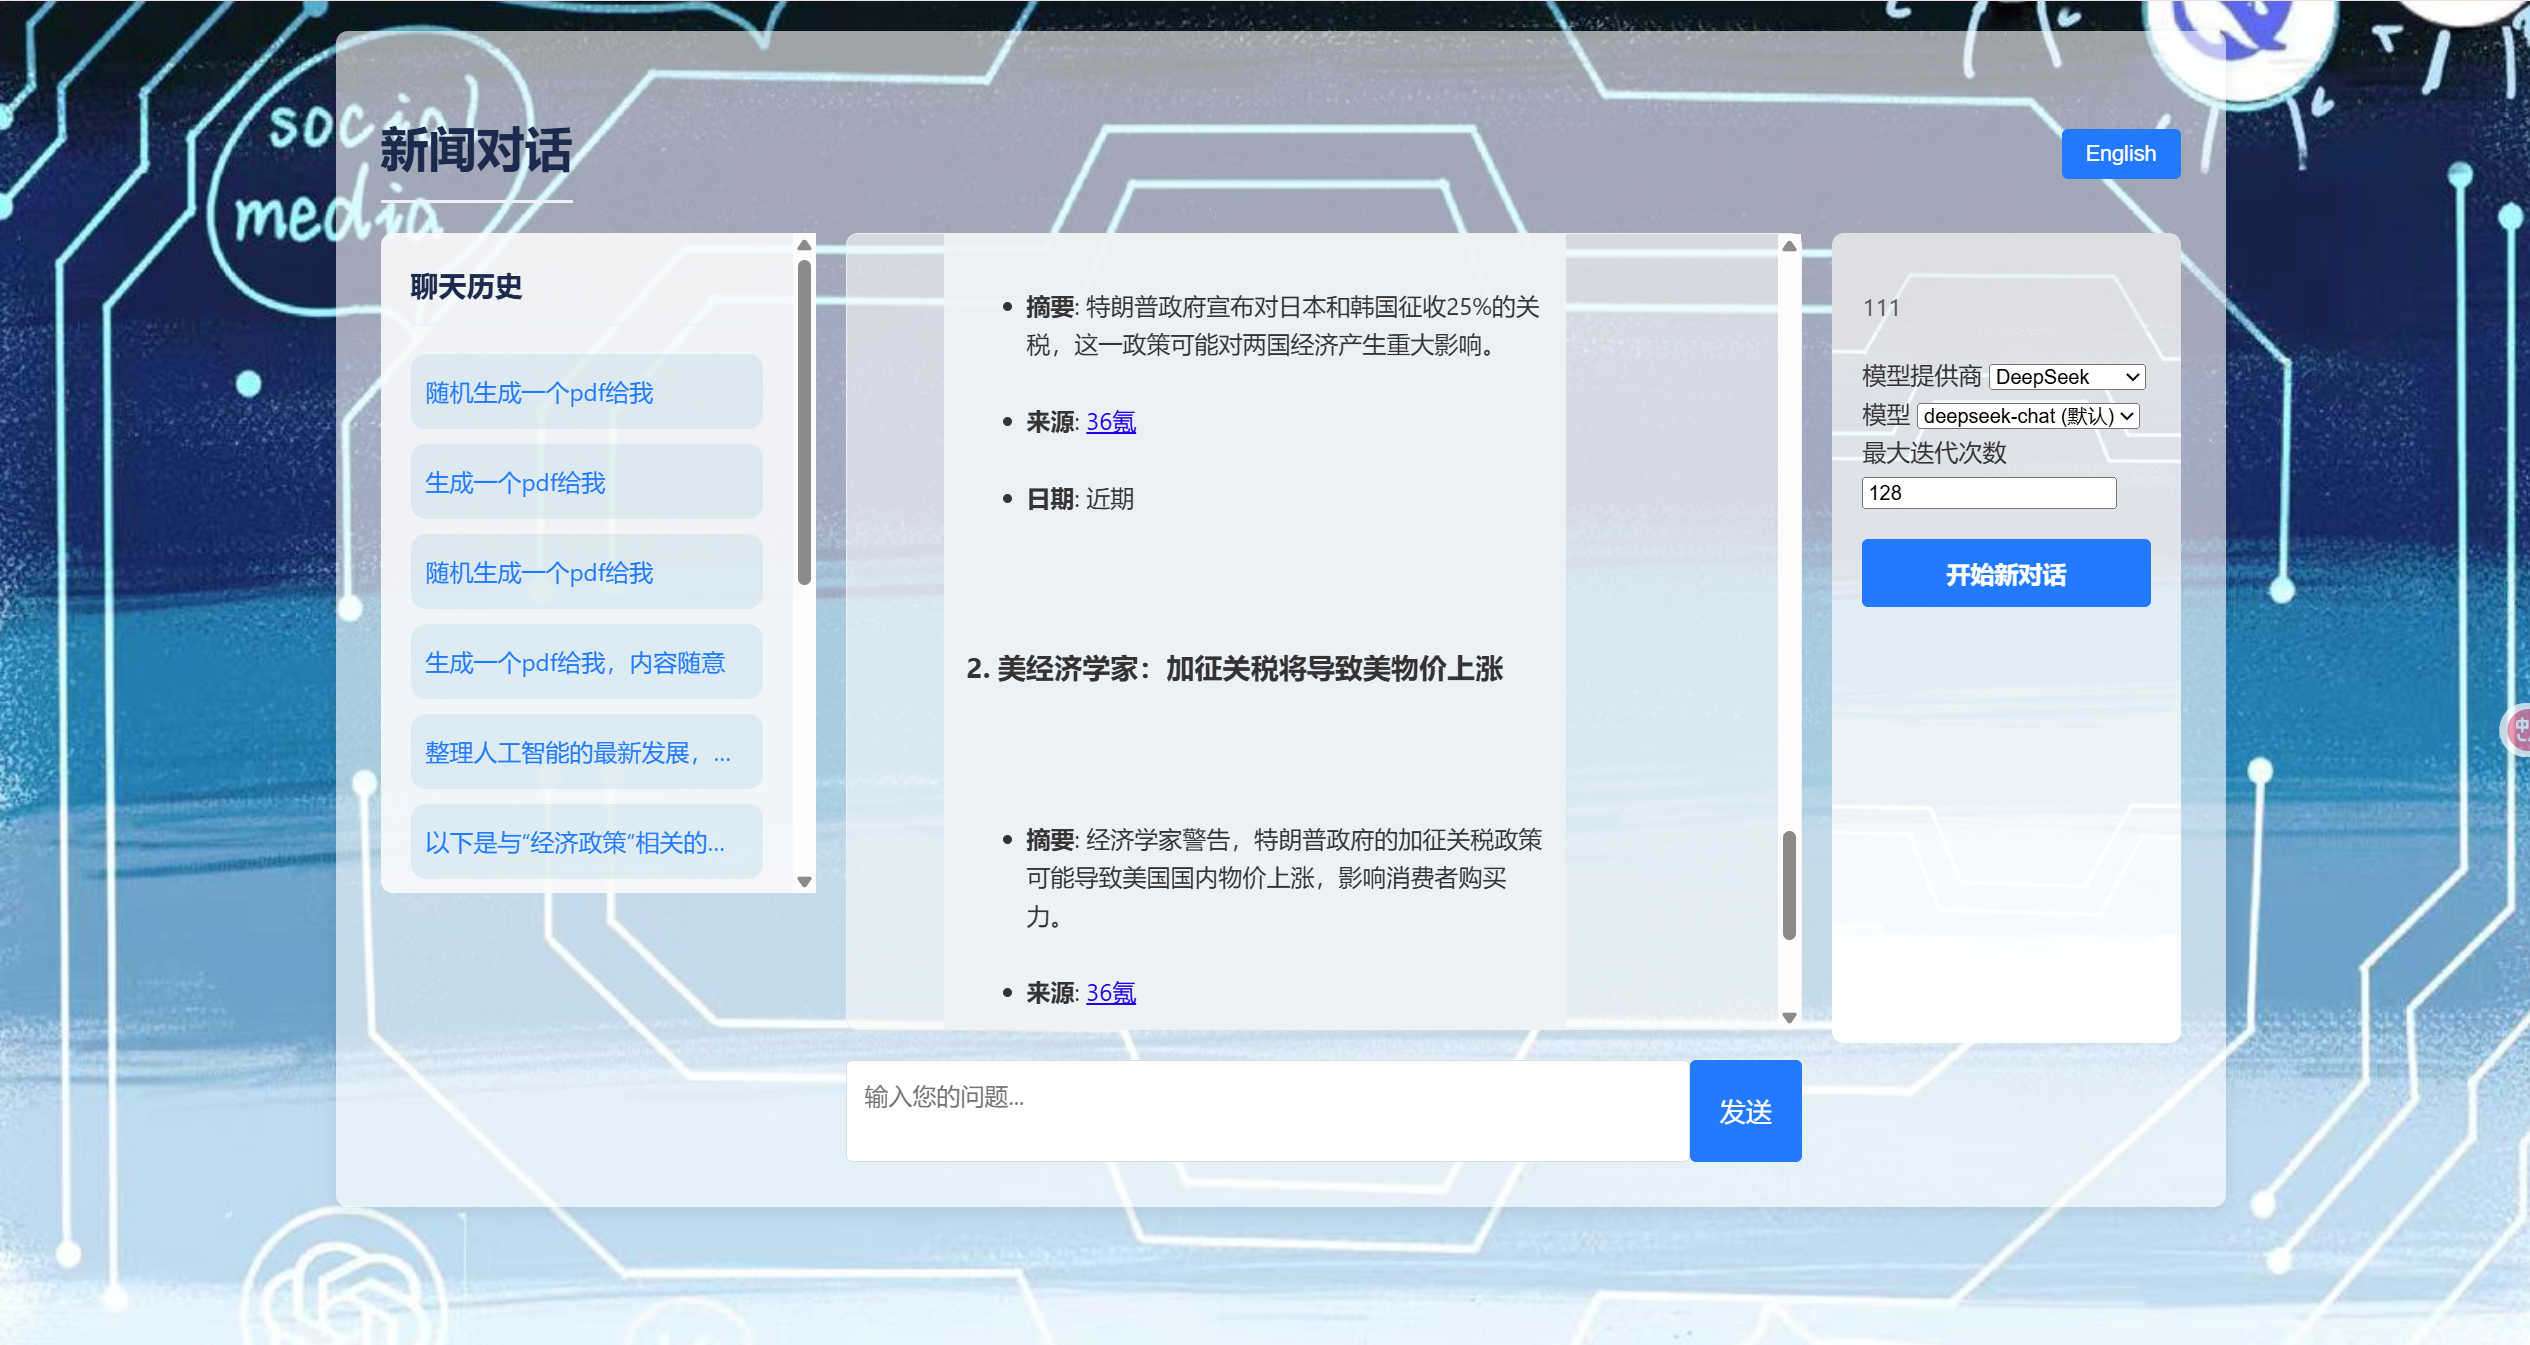 social
media
新闻对话
English
聊天历史
随机生成一个pdf给我
生成一个pdf给我
随机生成一个pdf给我
生成一个pdf给我，内容随意
整理人工智能的最新发展，...
以下是与“经济政策”相关的...
摘要: 特朗普政府宣布对日本和韩国征收25%的关
税，这一政策可能对两国经济产生重大影响。
来源: 36氪
日期: 近期
2. 美经济学家：加征关税将导致美物价上涨
摘要: 经济学家警告，特朗普政府的加征关税政策
可能导致美国国内物价上涨，影响消费者购买
力。
来源: 36氪
输入您的问题...
发送
111
模型提供商 DeepSeek
模型 deepseek-chat (默认)
最大迭代次数
128
开始新对话
中